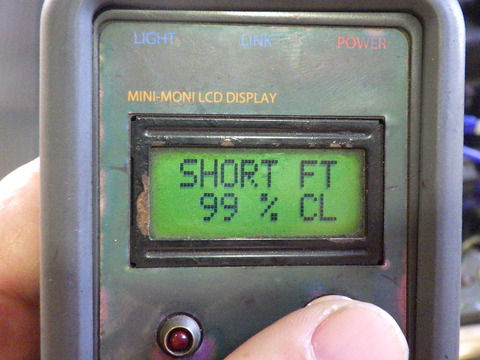 LIGHT LINK POWER
MINI-MONI LCD DISPLAY
SHORT FT
99 % CL